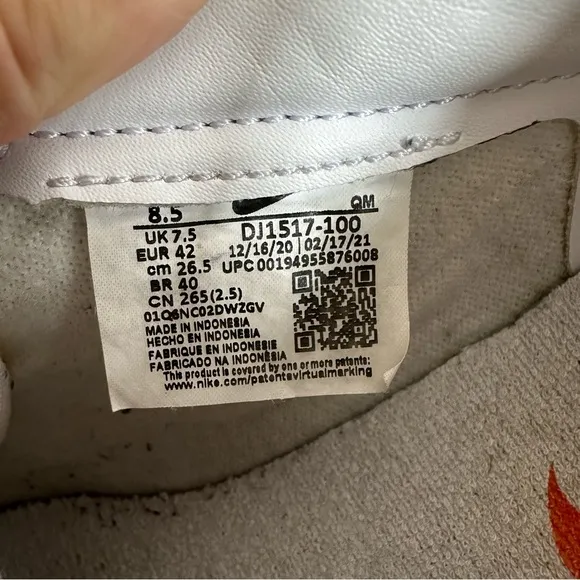 8.5 QM
UK 7.5 DJ1517-100
EUR 42 12/16/20 02/17/21
cm 26.5 UPC 00194955876008
BR 40
CN 265(2.5)
01Q6NC02DWZGV
MADE IN INDONESIA
HECHO EN INDONESIA
FABRIQUE EN INDONESIE
FABRICADO NA INDONESIA
This product is covered by one or more patents:
www.nike.com/patentsvirtualmarking